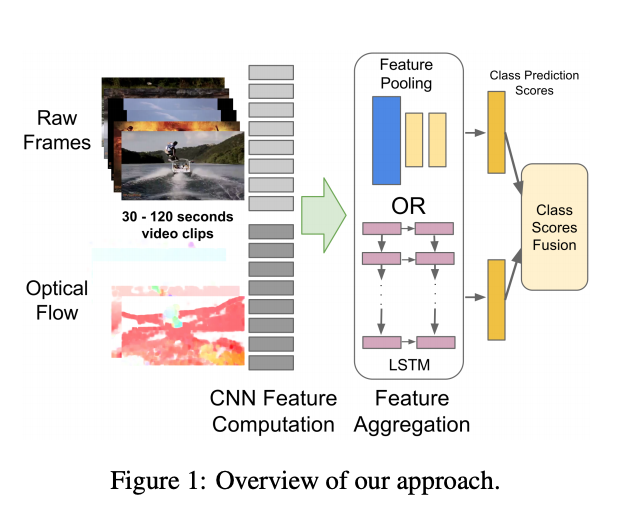 Raw
Frames
30 - 120 seconds
video clips
Optical
Flow
CNN Feature
Computation
Feature
Pooling
OR
LSTM
Feature
Aggregation
Class Prediction
Scores
Class
Scores
Fusion
Figure 1: Overview of our approach.